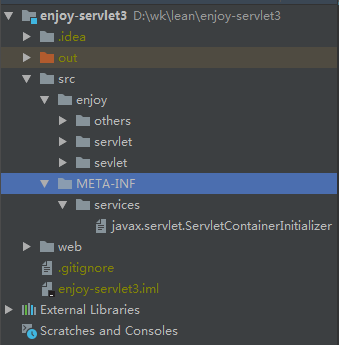 enjoy-servlet3 D:\wk\lean\enjoy-servlet3
.idea
out
src
enjoy
others
servlet
sevlet
META-INF
services
javax.servlet.ServletContainerInitializer
web
.gitignore
enjoy-servlet3.iml
External Libraries
Scratches and Consoles